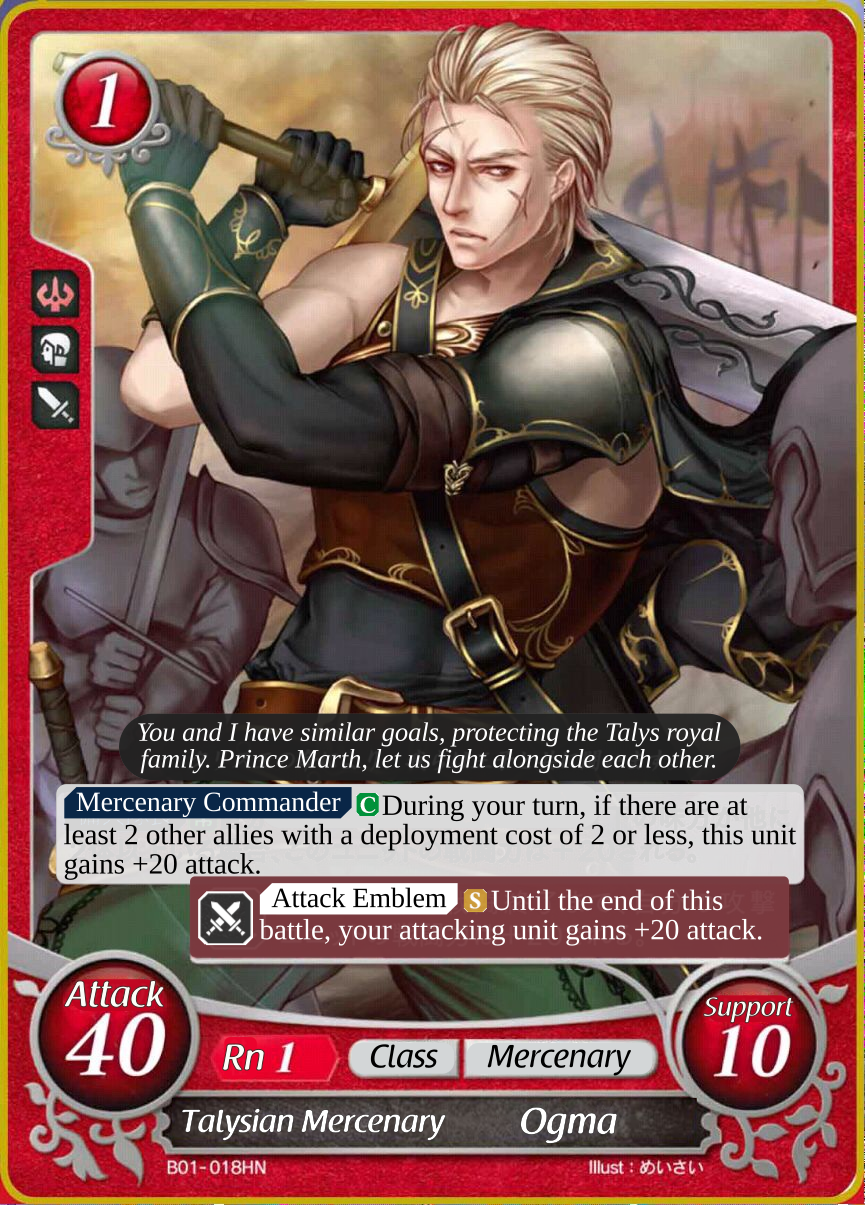 1
You and I have similar goals, protecting the Talys royal
family. Prince Marth, let us fight alongside each other.
Mercenary Commander C During your turn, if there are at
least 2 other allies with a deployment cost of 2 or less, this unit
gains +20 attack.
Attack Emblem S Until the end of this
battle, your attacking unit gains +20 attack.
Attack
40
Rn 1 Class Mercenary
Support
10
Talysian Mercenary Ogma
B01-018HN Illust : めいさい